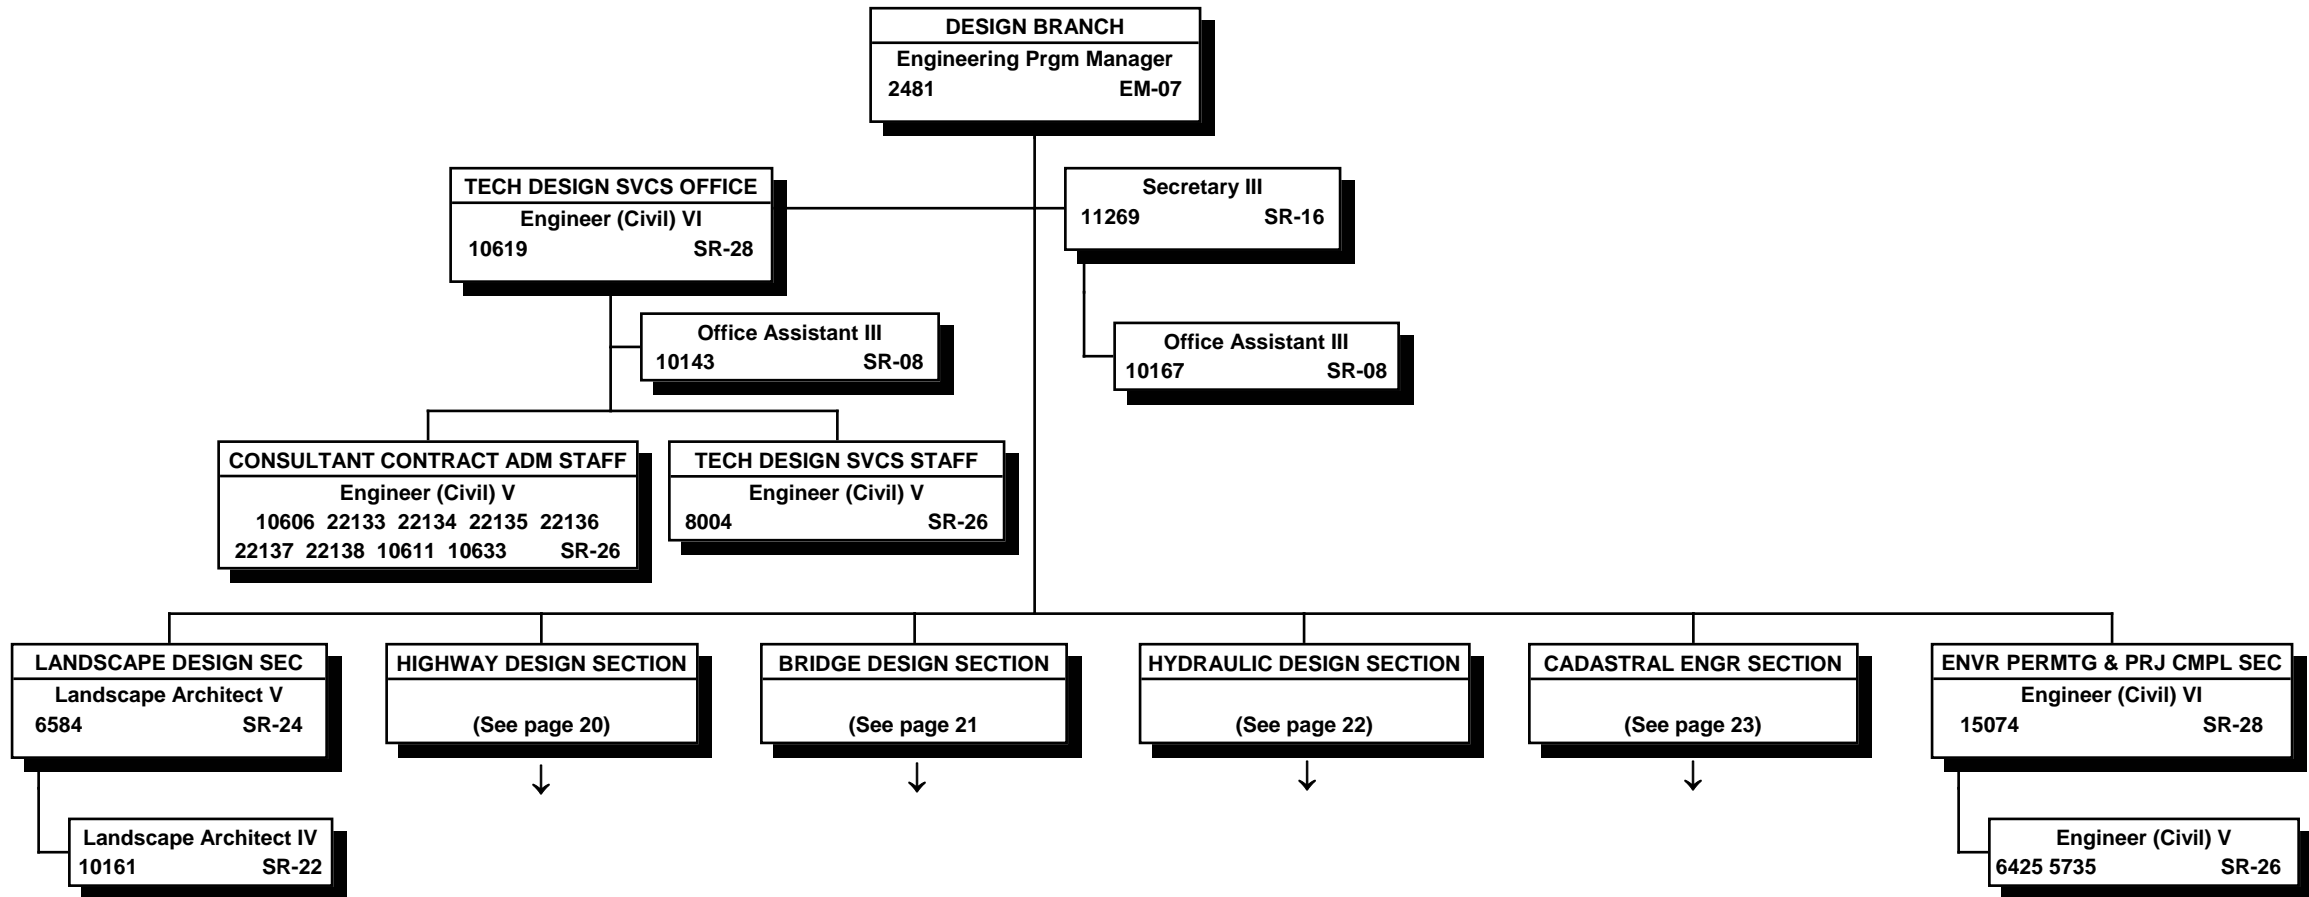 DESIGN BRANCH
Engineering Prgm Manager
2481 EM-07
TECH DESIGN SVCS OFFICE
Engineer (Civil) VI
10619 SR-28
Secretary III
11269 SR-16
Office Assistant III
10143 SR-08
Office Assistant III
10167 SR-08
CONSULTANT CONTRACT ADM STAFF
Engineer (Civil) V
10606 22133 22134 22135 22136
22137 22138 10611 10633 SR-26
TECH DESIGN SVCS STAFF
Engineer (Civil) V
8004 SR-26
LANDSCAPE DESIGN SEC
Landscape Architect V
6584 SR-24
Landscape Architect IV
10161 SR-22
HIGHWAY DESIGN SECTION
(See page 20)
BRIDGE DESIGN SECTION
(See page 21
HYDRAULIC DESIGN SECTION
(See page 22)
CADASTRAL ENGR SECTION
(See page 23)
ENVR PERMTG & PRJ CMPL SEC
Engineer (Civil) VI
15074 SR-28
Engineer (Civil) V
6425 5735 SR-26